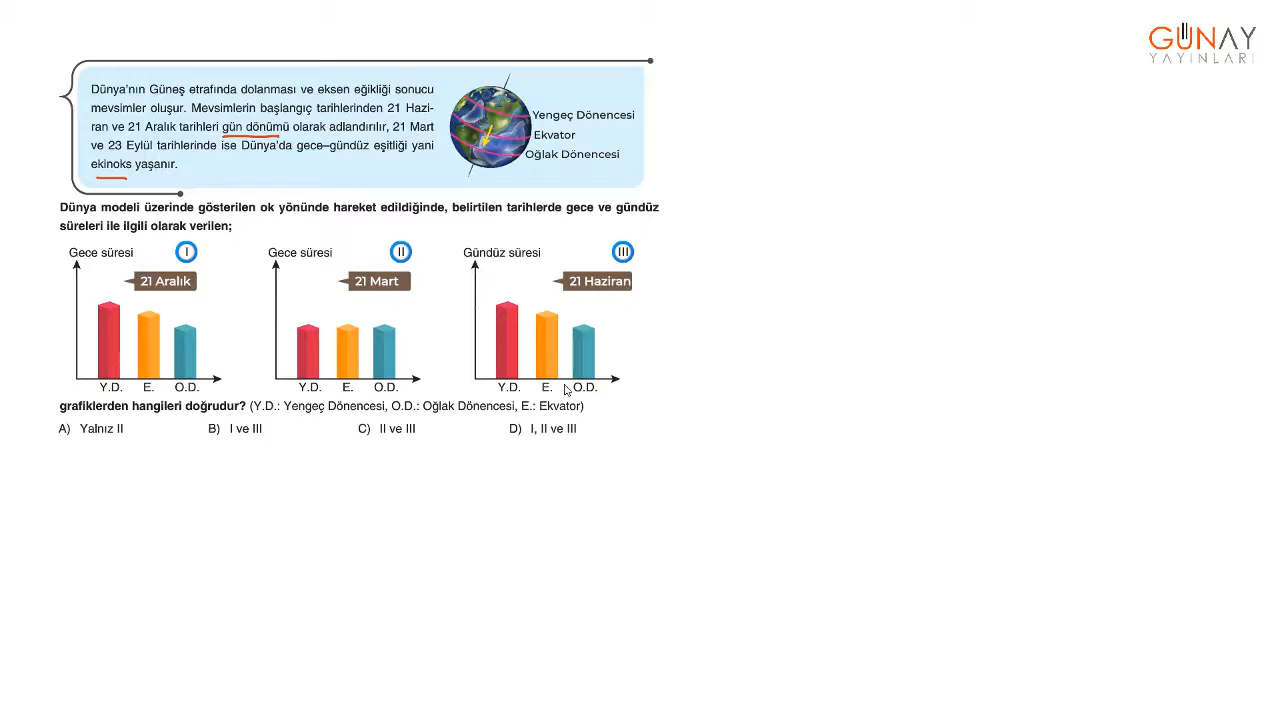 GÜNAY
YAYINLARI
Dünya'nın Güneş etrafında dolanması ve eksen eğikliği sonucu
mevsimler oluşur. Mevsimlerin başlangıç tarihlerinden 21 Hazi-
ran ve 21 Aralık tarihleri gün dönümü olarak adlandırılır, 21 Mart
ve 23 Eylül tarihlerinde ise Dünya'da gece–gündüz eşitliği yani
ekinoks yaşanır.
Yengeç Dönencesi
Ekvator
Oğlak Dönencesi
Dünya modeli üzerinde gösterilen ok yönünde hareket edildiğinde, belirtilen tarihlerde gece ve gündüz
süreleri ile ilgili olarak verilen;
Gece süresi I
21 Aralık
Y.D. E. O.D.
Gece süresi II
21 Mart
Y.D. E. O.D.
Gündüz süresi III
21 Haziran
Y.D. E. O.D.
grafiklerden hangileri doğrudur? (Y.D.: Yengeç Dönencesi, O.D.: Oğlak Dönencesi, E.: Ekvator)
A) Yalnız II B) I ve III C) II ve III D) I, II ve III